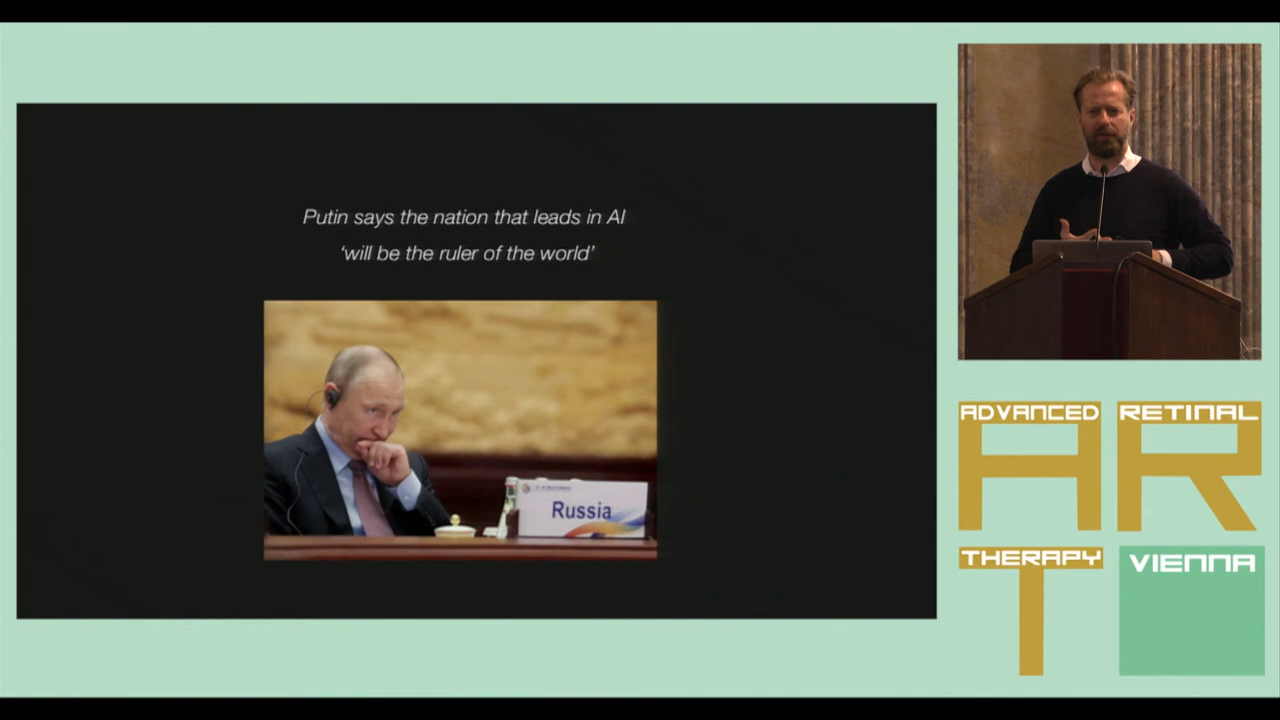 Putin says the nation that leads in AI
‘will be the ruler of the world’
Russia
ADVANCED
RETINAL
THERAPY
VIENNA
A
R
T